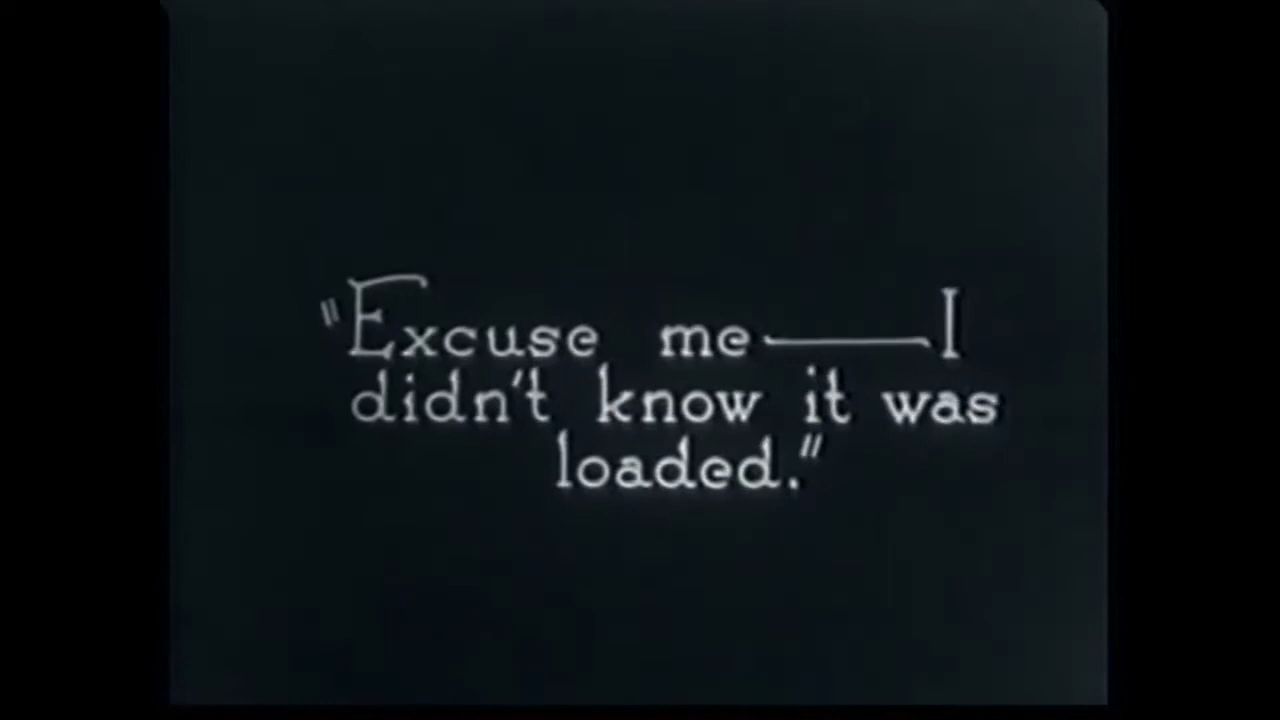 "Excuse me——I
didn't know it was
loaded."